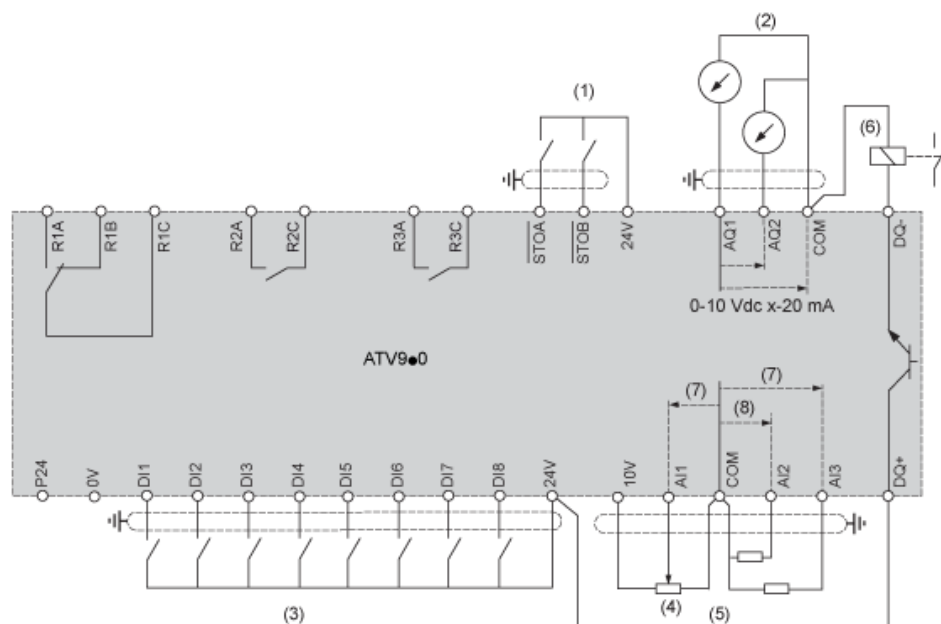 (2)
(1)
(6)
R1A
R1B
R1C
R2A
R2C
R3A
R3C
STOA
STOB
24V
AQ1
AQ2
COM
DQ-
0-10 Vdc x-20 mA
ATV9●0
(7)
(7)
(8)
P24
0V
DI1
DI2
DI3
DI4
DI5
DI6
DI7
DI8
24V
10V
AI1
COM
AI2
AI3
DQ+
(3)
(4)
(5)